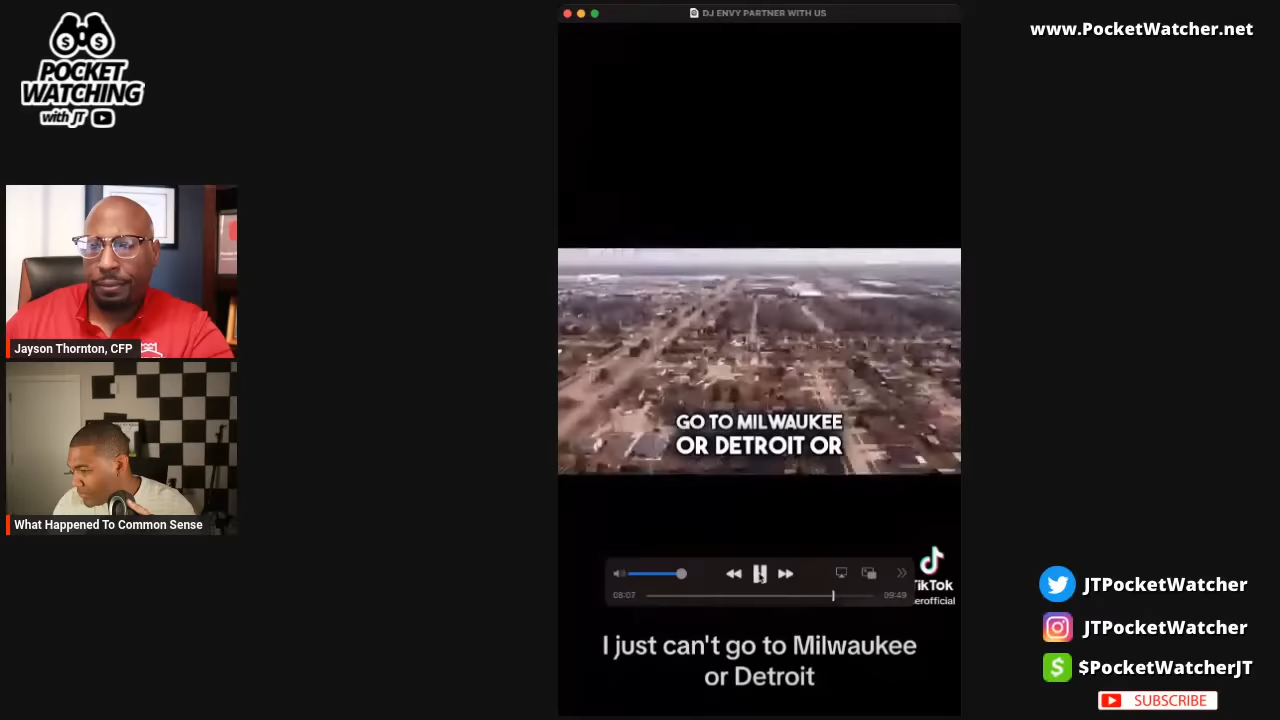 POCKET
WATCHING
with JT
DJ ENVY PARTNER WITH US
www.PocketWatcher.net
Jayson Thornton, CFP
What Happened To Common Sense
GO TO MILWAUKEE
OR DETROIT OR
08:07
09:49
TikTok
erofficial
I just can't go to Milwaukee
or Detroit
JTPocketWatcher
JTPocketWatcher
$PocketWatcherJT
SUBSCRIBE